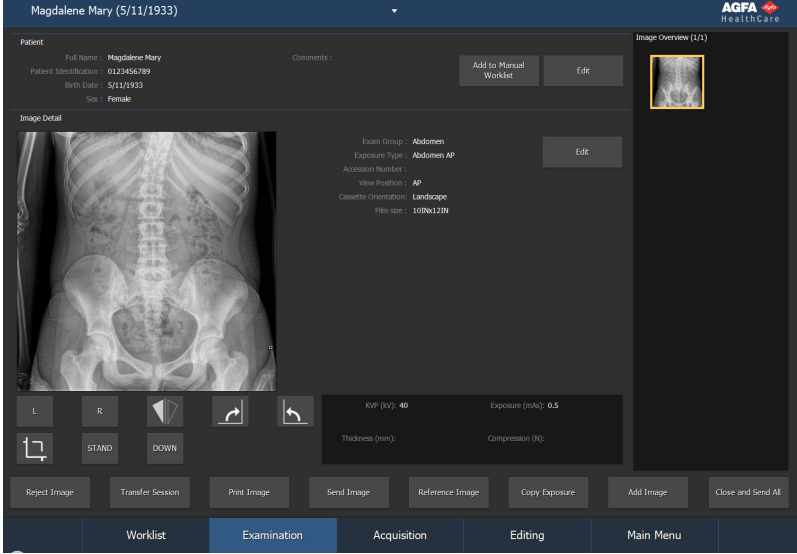 Magdalene Mary (5/11/1933)
AGFA
HealthCare
Patient
Full Name : Magdalene Mary
Patient Identification : 0123456789
Birth Date : 5/11/1933
Sex : Female
Comments :
Add to Manual
Worklist
Edit
Image Overview (1/1)
Image Detail
Exam Group : Abdomen
Exposure Type : Abdomen AP
Accession Number :
View Position : AP
Cassette Orientation: Landscape
Film size : 10INx12IN
Edit
L
R
STAND
DOWN
KVP (kV): 40
Exposure (mAs): 0.5
Thickness (mm):
Compression (N):
Reject Image
Transfer Session
Print Image
Send Image
Reference Image
Copy Exposure
Add Image
Close and Send All
Worklist
Examination
Acquisition
Editing
Main Menu